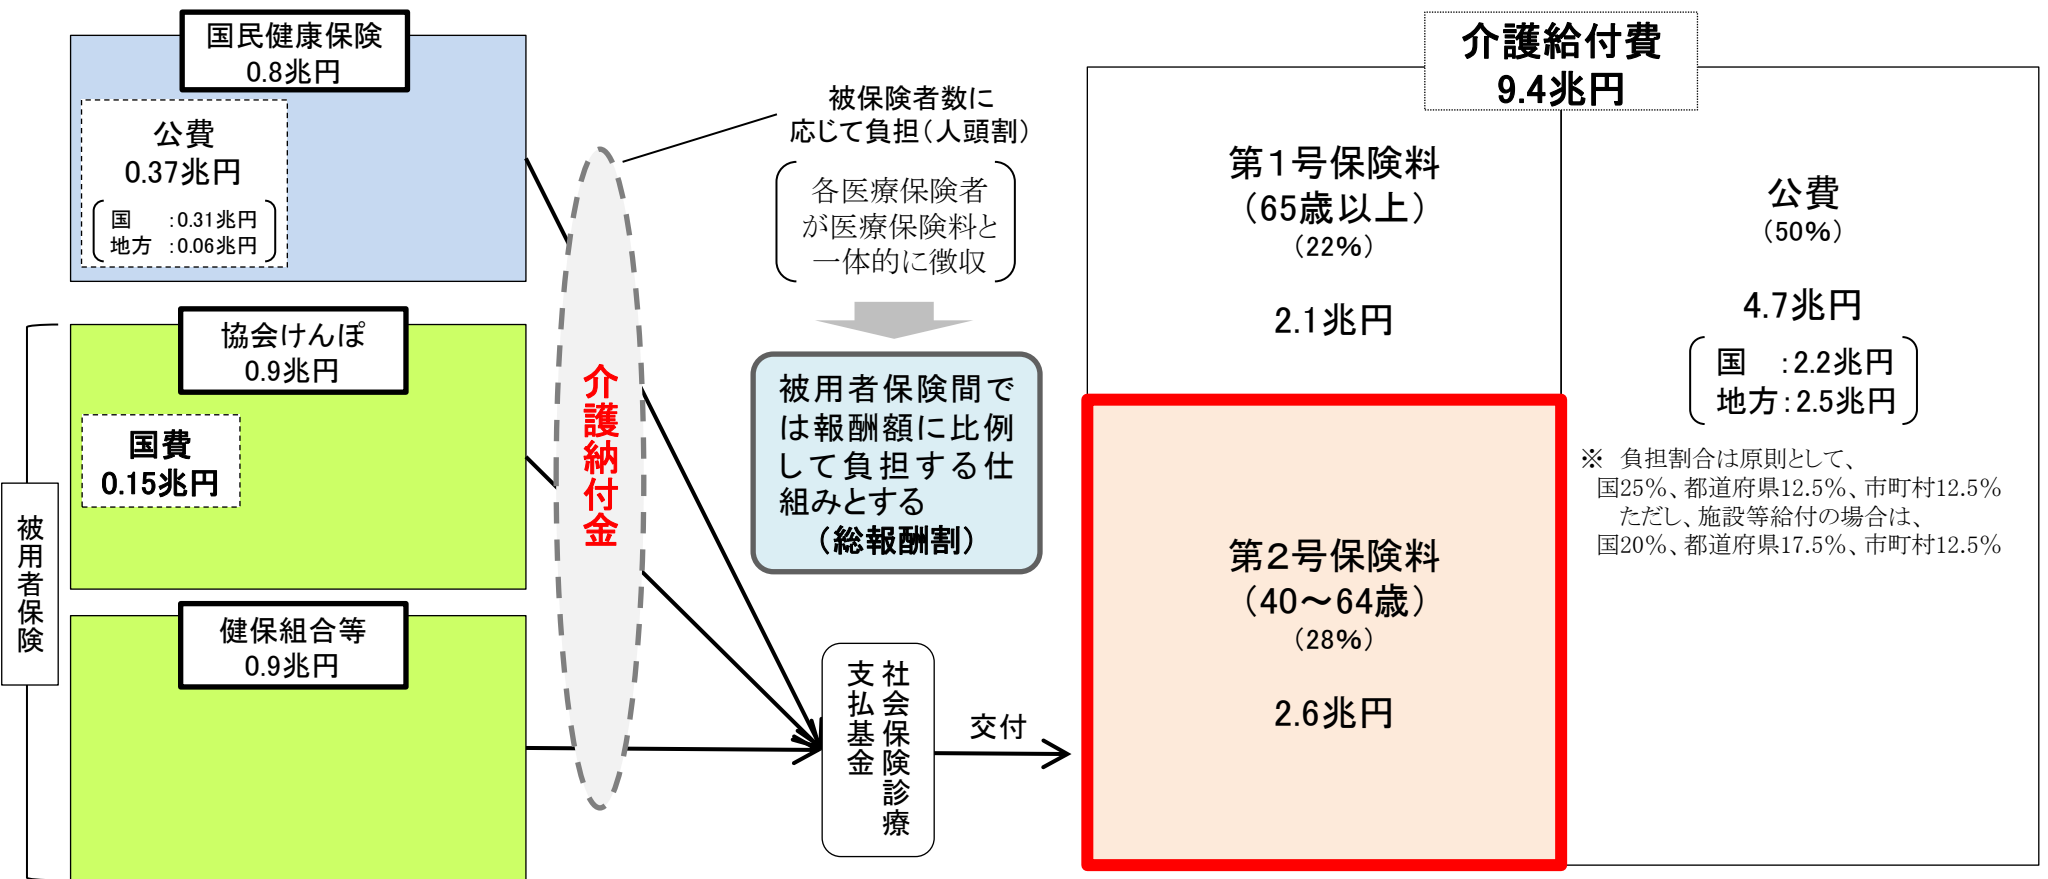 国民健康保険
0.8兆円
公費
0.37兆円
国　　:0.31兆円
地方　:0.06兆円
被用者保険
協会けんぽ
0.9兆円
国費
0.15兆円
健保組合等
0.9兆円
介護納付金
被保険者数に
応じて負担（人頭割）
各医療保険者
が医療保険料と
一体的に徴収
被用者保険間で
は報酬額に比例
して負担する仕
組みとする
（総報酬割）
社会保険診療
支払基金
交付
介護給付費
9.4兆円
第１号保険料
（65歳以上）
（22%）
2.1兆円
第２号保険料
（40～64歳）
（28%）
2.6兆円
公費
（50%）
4.7兆円
国　　:2.2兆円
地方:2.5兆円
※　負担割合は原則として、
国25%、都道府県12.5%、市町村12.5%
ただし、施設等給付の場合は、
国20%、都道府県17.5%、市町村12.5%